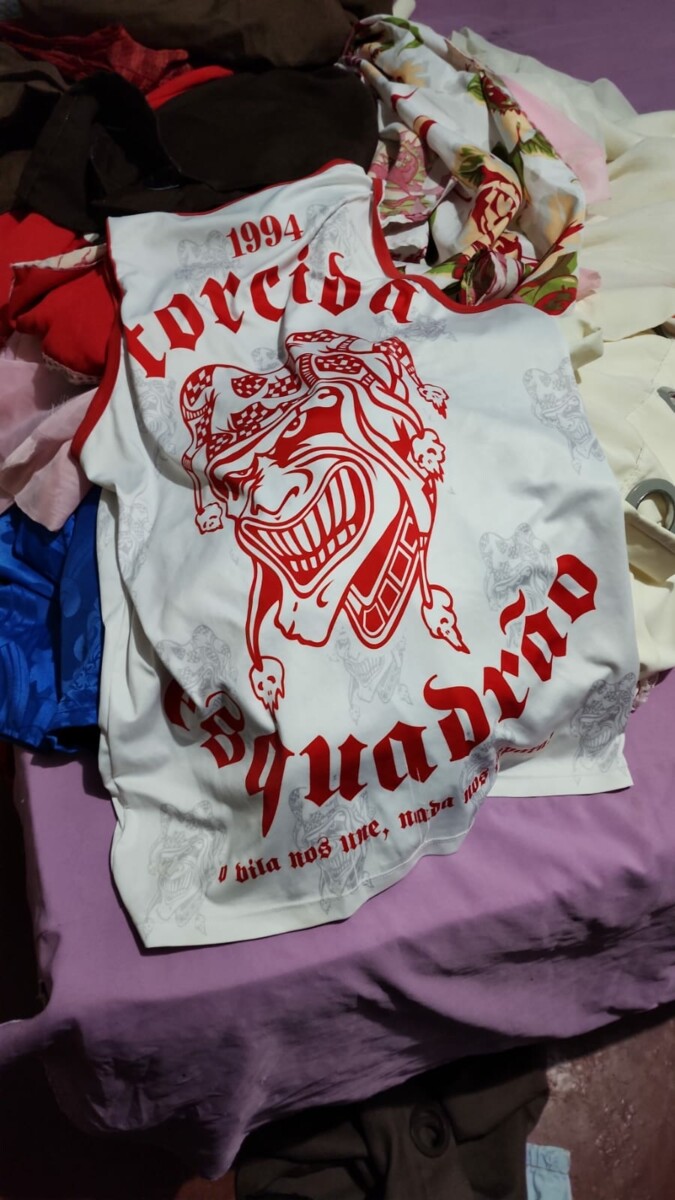 1994
torcida
esquadrão
o vila nos une, nada nos